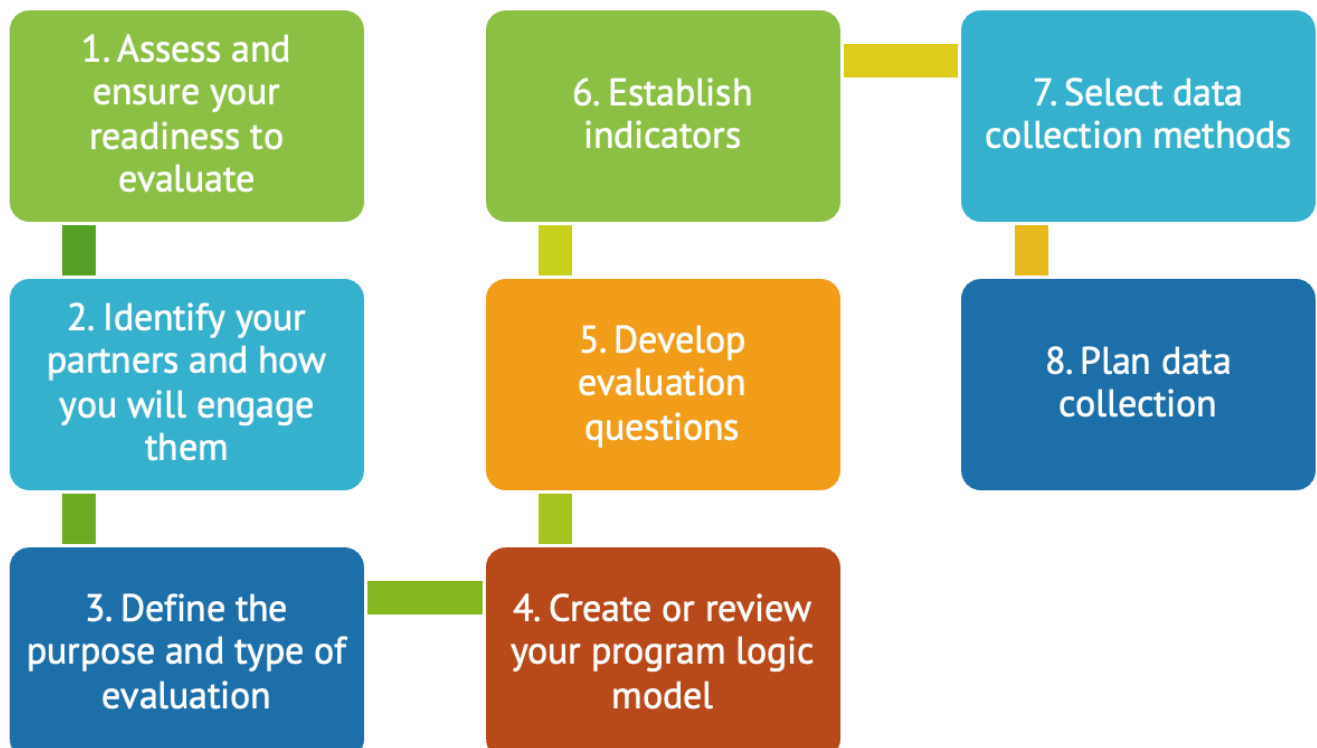 1. Assess and
ensure your
readiness to
evaluate
2. Identify your
partners and how
you will engage
them
3. Define the
purpose and type of
evaluation
4. Create or review
your program logic
model
5. Develop
evaluation
questions
6. Establish
indicators
7. Select data
collection methods
8. Plan data
collection